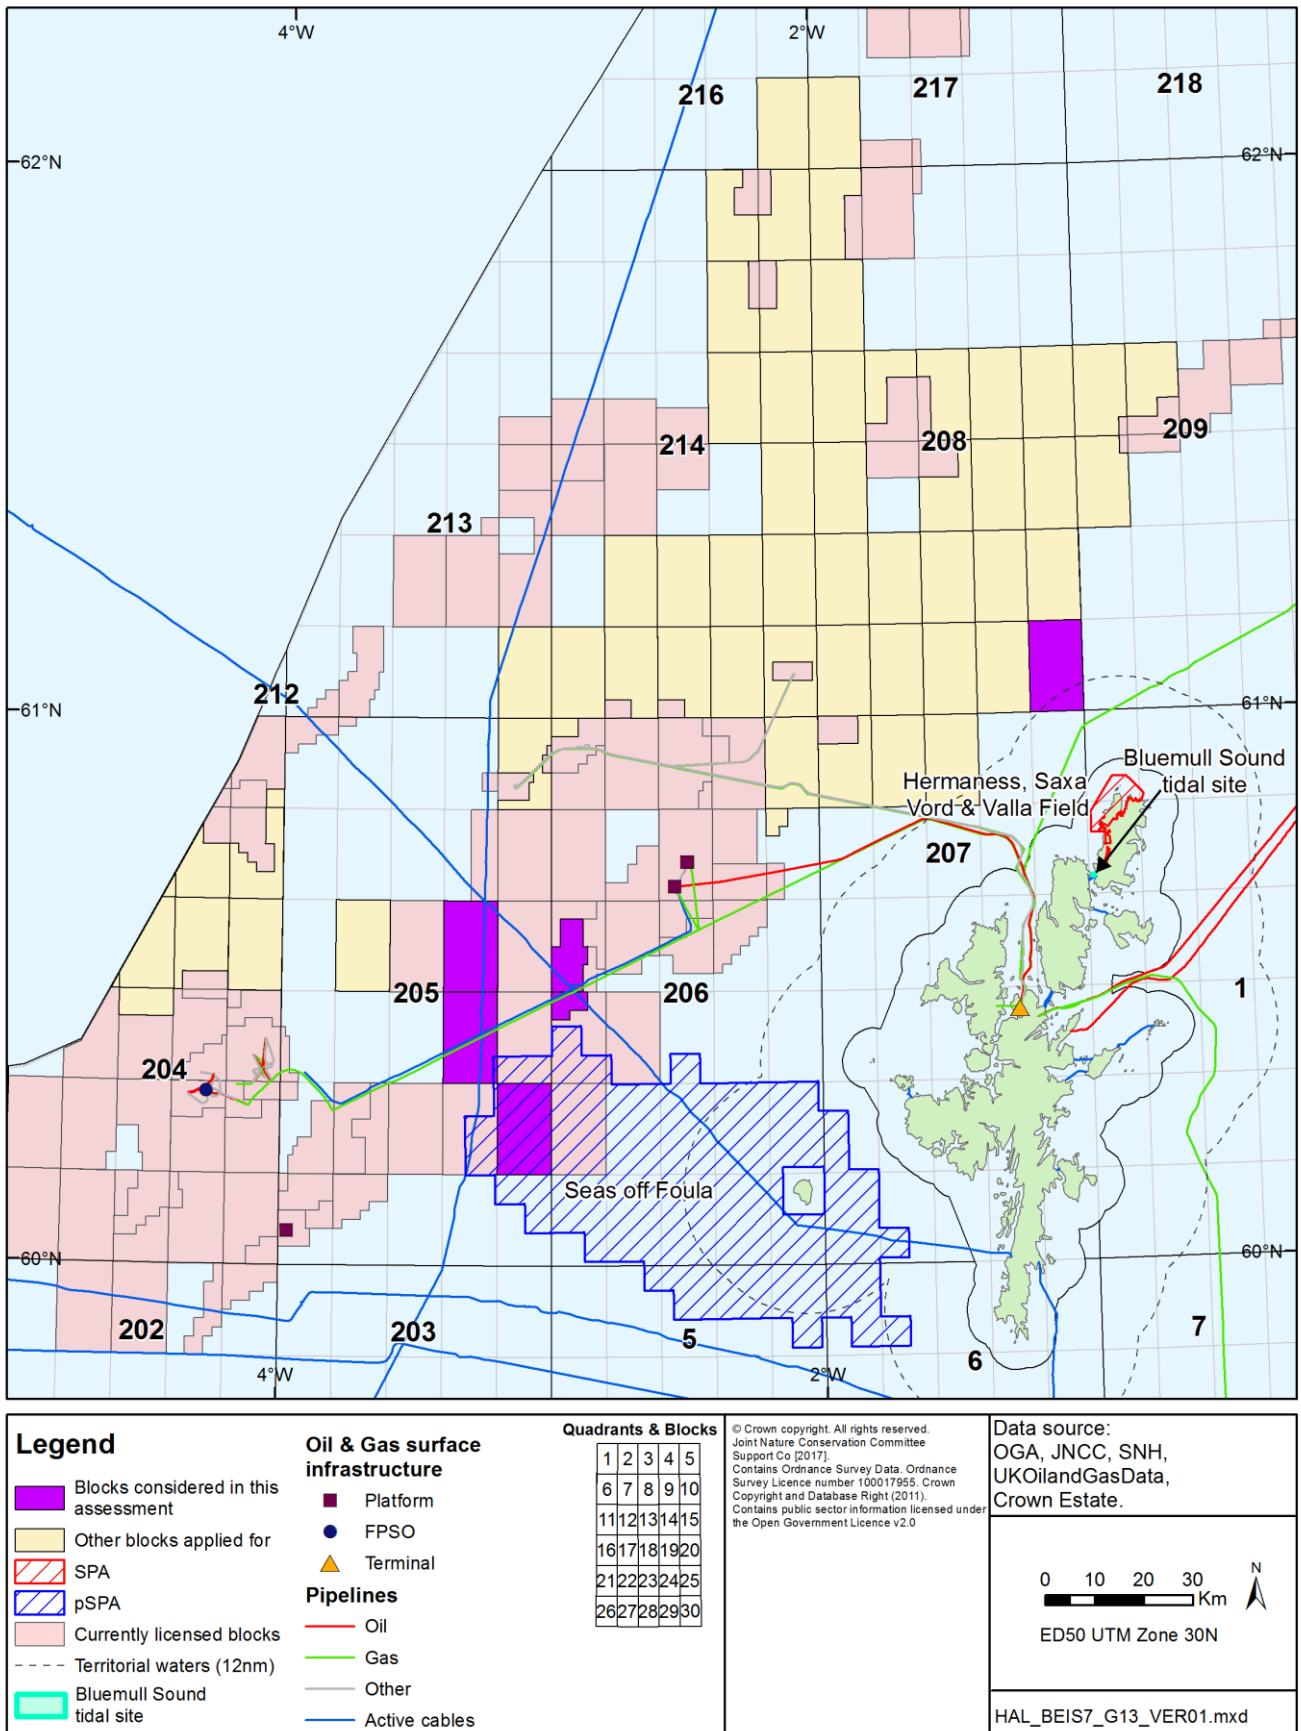 4°W
2°W
216
217
218
62°N
62°N
214
208
209
213
212
61°N
61°N
Bluemull Sound
tidal site
Hermaness, Saxa
Vord & Valla Field
207
205
206
1
204
Seas off Foula
60°N
60°N
202
203
5
6
7
4°W
2°W
Legend
Blocks considered in this
assessment
Other blocks applied for
SPA
pSPA
Currently licensed blocks
Territorial waters (12nm)
Bluemull Sound
tidal site
Oil & Gas surface
infrastructure
Platform
FPSO
Terminal
Pipelines
Oil
Gas
Other
Active cables
Quadrants & Blocks
1 2 3 4 5
6 7 8 9 10
11 12 13 14 15
16 17 18 19 20
21 22 23 24 25
26 27 28 29 30
© Crown copyright. All rights reserved.
Joint Nature Conservation Committee
Support Co [2017].
Contains Ordnance Survey Data. Ordnance
Survey Licence number 100017955. Crown
Copyright and Database Right (2011).
Contains public sector information licensed under
the Open Government Licence v2.0
Data source:
OGA, JNCC, SNH,
UKOilandGasData,
Crown Estate.
0 10 20 30
Km
N
ED50 UTM Zone 30N
HAL_BEIS7_G13_VER01.mxd